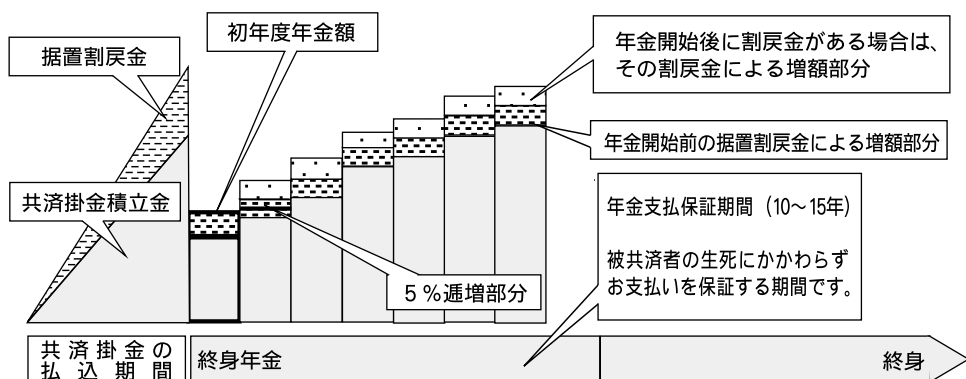 初年度年金額
据置割戻金
年金開始後に割戻金がある場合は、
その割戻金による増額部分
年金開始前の据置割戻金による増額部分
共済掛金積立金
年金支払保証期間（10〜15年）
被共済者の生死にかかわらず
お支払いを保証する期間です。
５％逓増部分
共済掛金の
払込期間
終身年金
終身